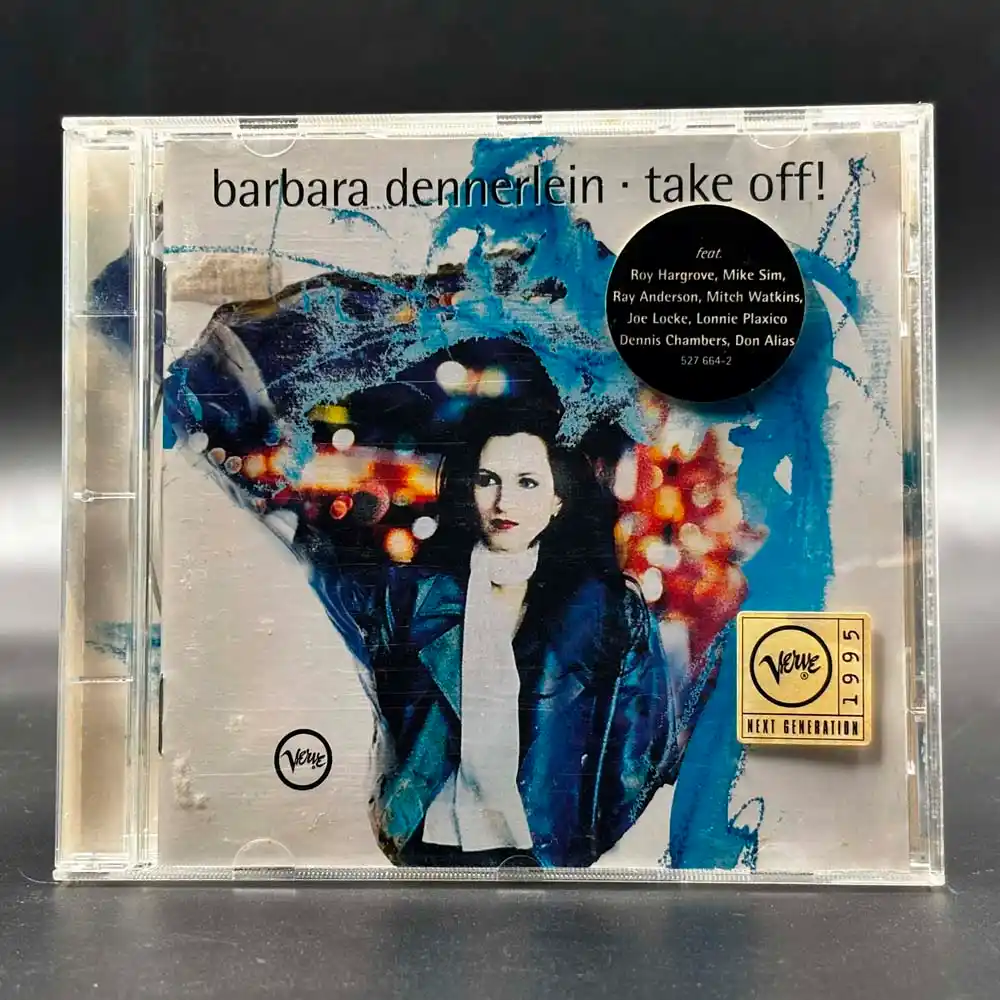 barbara dennerlein · take off!
feat.
Roy Hargrove, Mike Sim,
Ray Anderson, Mitch Watkins,
Joe Locke, Lonnie Plaxico
Dennis Chambers, Don Alias
527 664-2
VERVE
®
1995
NEXT GENERATION
VERVE